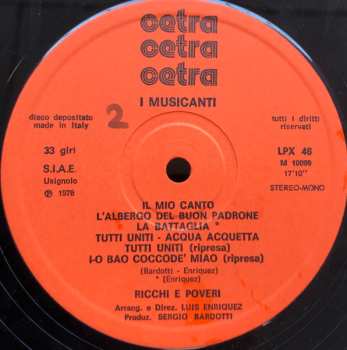 cetra
cetra
cetra
I MUSICANTI
disco depositato
made in Italy
2
tutti i diritti
riservati
33 giri
S.I.A.E.
Usignolo
℗ 1976
LPX 46
M 10099
17'10"
STEREO-MONO
IL MIO CANTO
L'ALBERGO DEL BUON PADRONE
LA BATTAGLIA *
TUTTI UNITI - ACQUA ACQUETTA
TUTTI UNITI (ripresa)
I-O BAO COCCODE' MIAO (ripresa)
(Bardotti - Enriquez)
* (Enriquez)
RICCHI E POVERI
Arrang. e Direz. LUIS ENRIQUEZ
Produz. SERGIO BARDOTTI